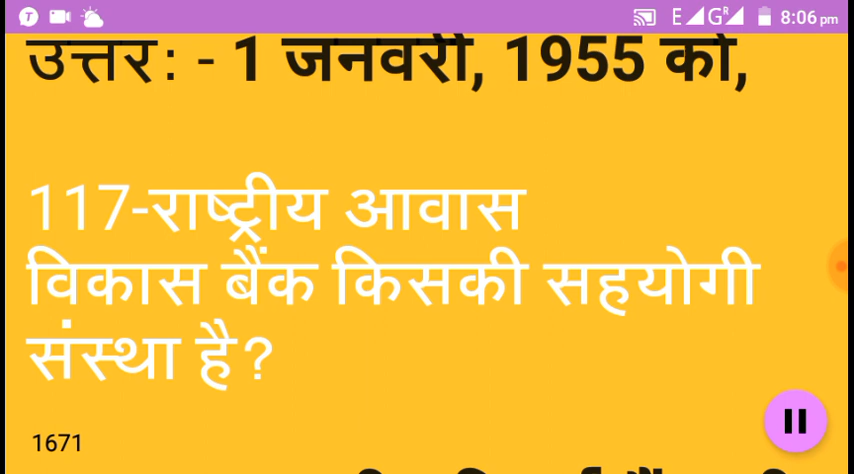 T E G R 8:06 pm
उत्तर: - 1 जनवरी, 1955 को,
117-राष्ट्रीय आवास
विकास बैंक किसकी सहयोगी
संस्था है?
1671